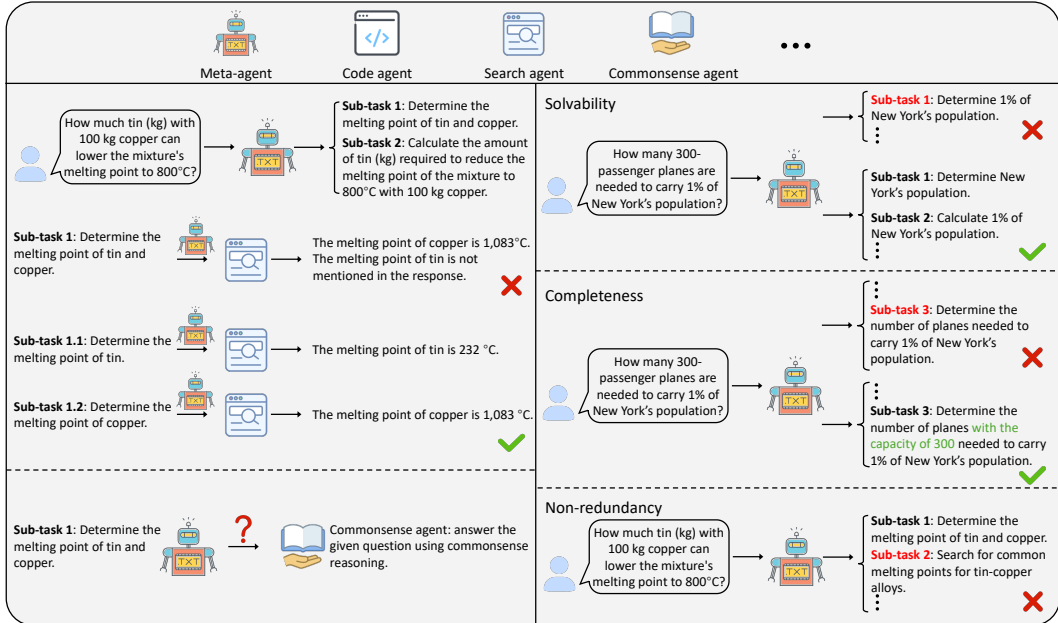 Meta-agent
Code agent
Search agent
Commonsense agent
How much tin (kg) with
100 kg copper can
lower the mixture's
melting point to 800°C?
.TXT
Sub-task 1: Determine the
melting point of tin and copper.
Sub-task 2: Calculate the amount
of tin (kg) required to reduce the
melting point of the mixture to
800°C with 100 kg copper.
Sub-task 1: Determine the
melting point of tin and
copper.
The melting point of copper is 1,083°C.
The melting point of tin is not
mentioned in the response.
Sub-task 1.1: Determine the
melting point of tin.
The melting point of tin is 232 °C.
Sub-task 1.2: Determine the
melting point of copper.
The melting point of copper is 1,083 °C.
Sub-task 1: Determine the
melting point of tin and
copper.
.TXT
?
Commonsense agent: answer the
given question using commonsense
reasoning.
Solvability
How many 300-
passenger planes are
needed to carry 1% of
New York's population?
.TXT
Sub-task 1: Determine 1% of
New York's population.
Sub-task 1: Determine New
York's population.
Sub-task 2: Calculate 1% of
New York's population.
Completeness
How many 300-
passenger planes are
needed to carry 1% of
New York's population?
.TXT
Sub-task 3: Determine the
number of planes needed to
carry 1% of New York's
population.
Sub-task 3: Determine the
number of planes with the
capacity of 300 needed to carry
1% of New York's population.
Non-redundancy
How much tin (kg) with
100 kg copper can
lower the mixture's
melting point to 800°C?
.TXT
Sub-task 1: Determine the
melting point of tin and copper.
Sub-task 2: Search for common
melting points for tin-copper
alloys.